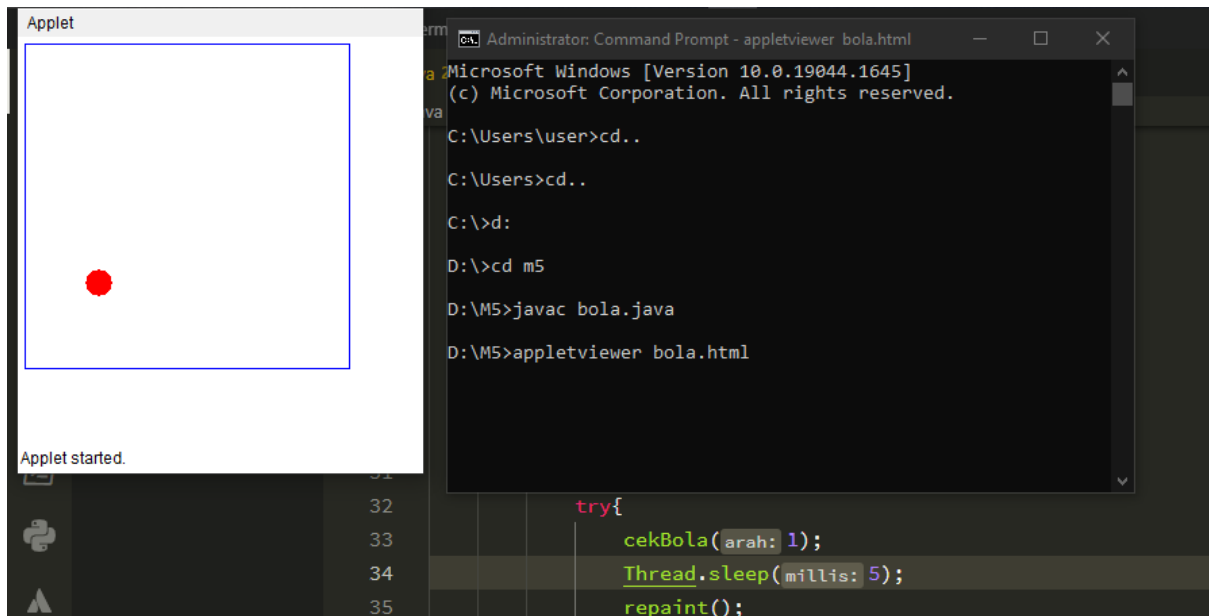 Applet
Applet started.
Administrator: Command Prompt - appletviewer bola.html
Microsoft Windows [Version 10.0.19044.1645]
(c) Microsoft Corporation. All rights reserved.
C:\Users\user>cd..
C:\Users>cd..
C:\>d:
D:\>cd m5
D:\M5>javac bola.java
D:\M5>appletviewer bola.html
32 try{
33 cekBola( arah: 1);
34 Thread.sleep( millis: 5);
35 repaint();